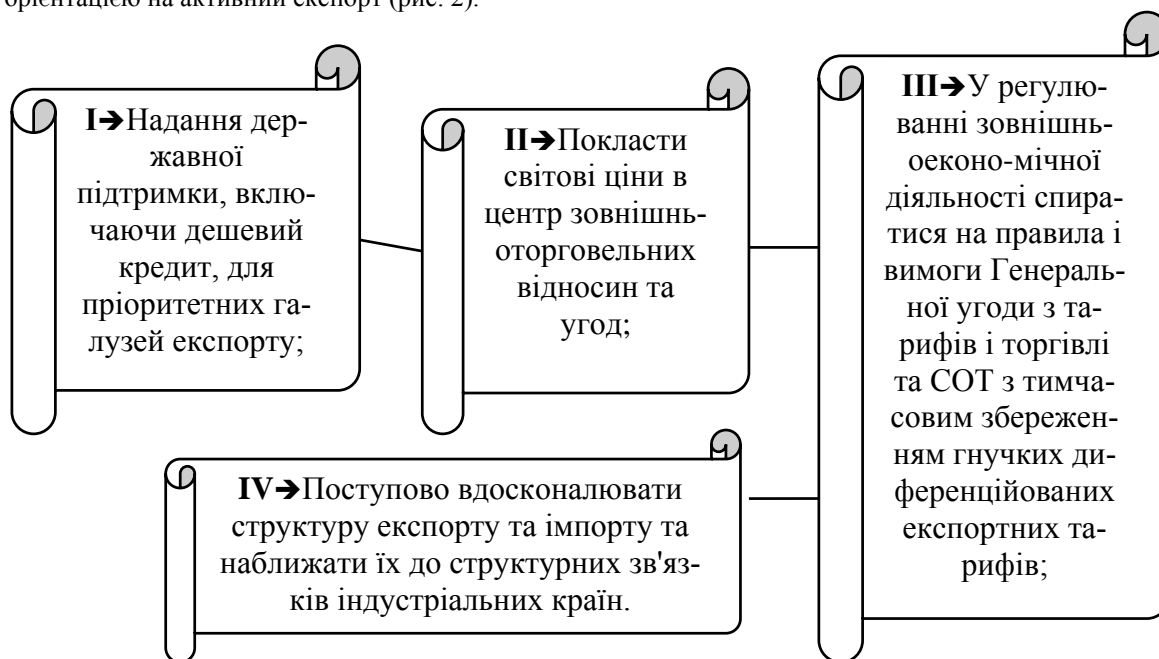 орієнтацією на активний експорт (рис. 2).
I➔Надання дер-
жавної
підтримки, вклю-
чаючи дешевий
кредит, для
пріоритетних га-
лузей експорту;
II➔Покласти
світові ціни в
центр зовнішнь-
оторговельних
відносин та
угод;
III➔У регулю-
ванні зовнішнь-
оеконо-мічної
діяльності спира-
тися на правила і
вимоги Генераль-
ної угоди з та-
рифів і торгівлі
та СОТ з тимча-
совим збережен-
ням гнучких ди-
ференційованих
експортних та-
рифів;
IV➔Поступово вдосконалювати
структуру експорту та імпорту та
наближати їх до структурних зв'яз-
ків індустріальних країн.